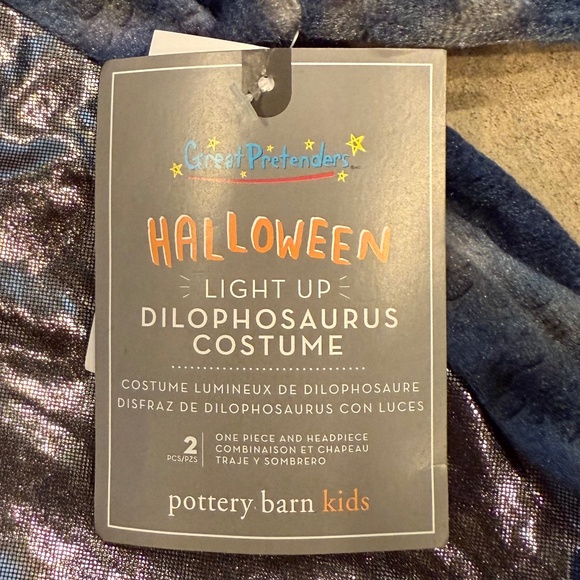 Great Pretenders
HALLOWEEN
LIGHT UP
DILOPHOSAURUS
COSTUME
COSTUME LUMINEUX DE DILOPHOSAURE
DISFRAZ DE DILOPHOSAURUS CON LUCES
2
PCS/PZS
ONE PIECE AND HEADPIECE
COMBINAISON ET CHAPEAU
TRAJE Y SOMBRERO
pottery barn kids